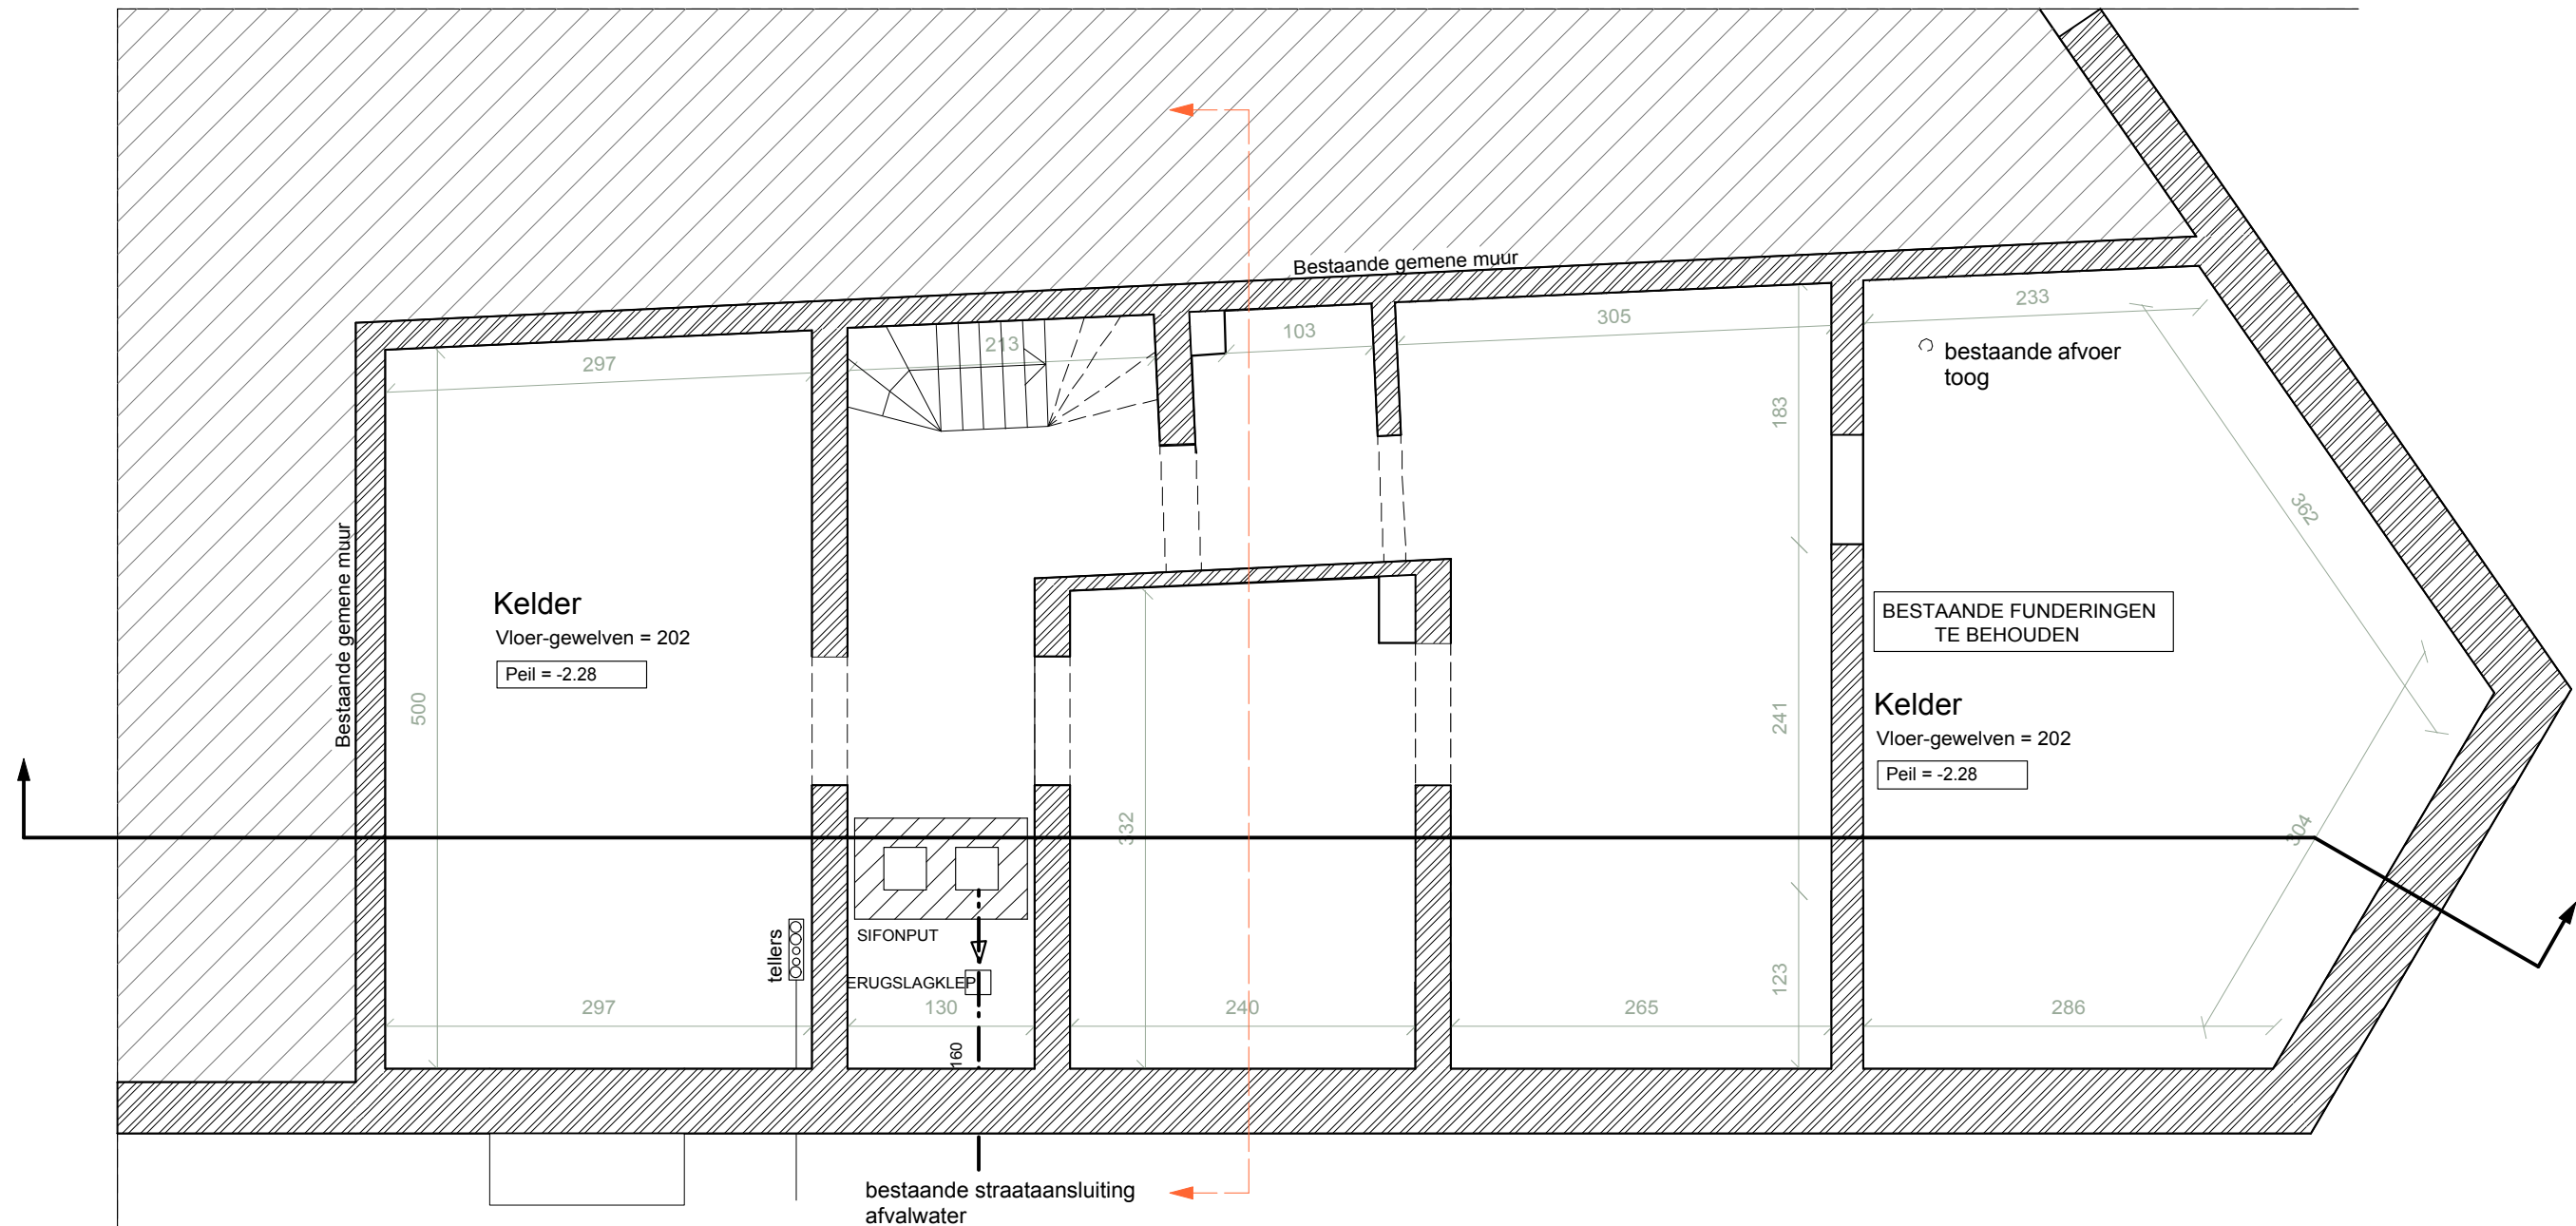 Bestaande gemene muur
233
305
103
213
297
bestaande afvoer
toog
183
362
Bestaande gemene muur
Kelder
Vloer-gewelven = 202
Peil = -2.28
500
BESTAANDE FUNDERINGEN
TE BEHOUDEN
Kelder
Vloer-gewelven = 202
Peil = -2.28
241
332
304
SIFONPUT
tellers
ERUGSLAGKLEP
123
297
130
240
265
286
160
bestaande straataansluiting
afvalwater